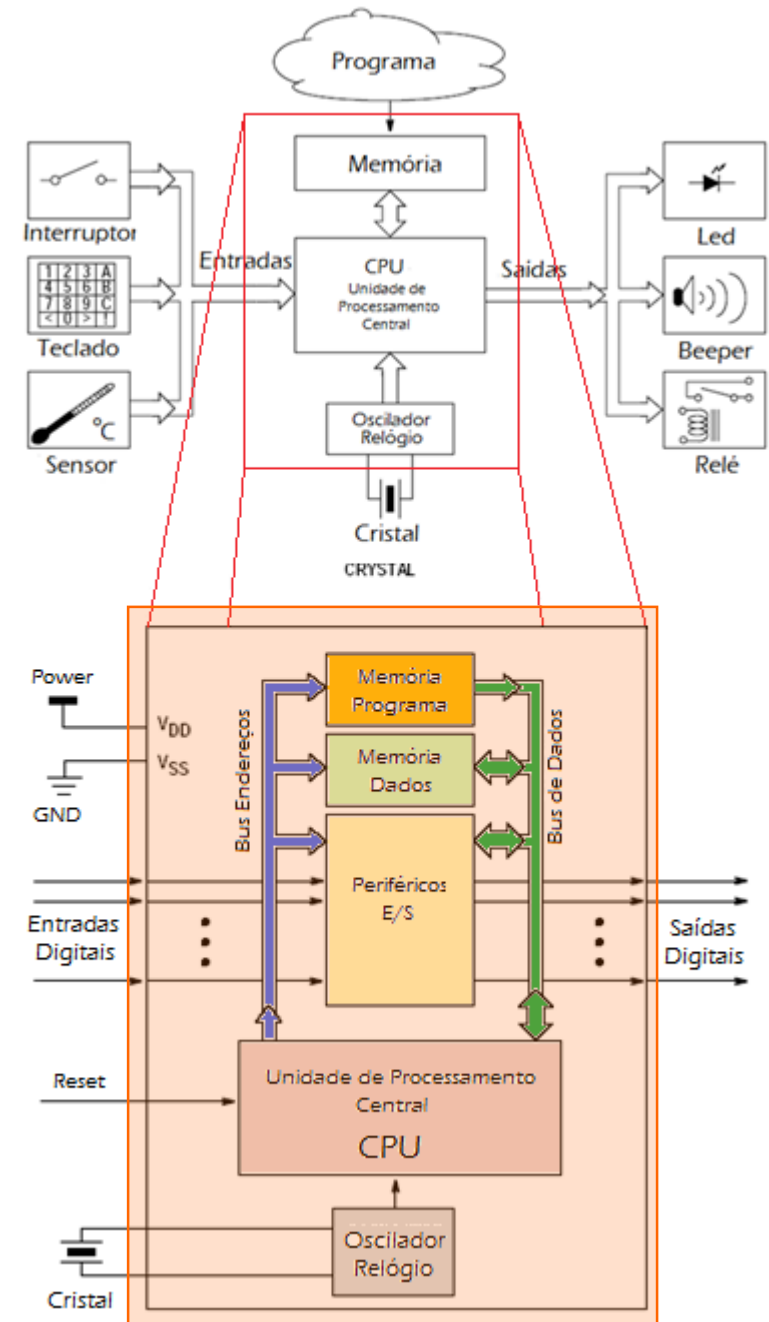 Programa
Memória
Interruptor
Entradas
CPU
Unidade de
Processamento
Central
Saidas
Led
1 2 3 A
4 5 6 B
7 8 9 C
< 0 > !
Teclado
Beeper
Oscilador
Relógio
°C
Sensor
Relé
Cristal
CRYSTAL
Power
VDD
VSS
GND
Bus Endereços
Memória
Programa
Memória
Dados
Bus de Dados
Periféricos
E/S
Entradas
Digitais
Saídas
Digitais
Reset
Unidade de Processamento
Central
CPU
Oscilador
Relógio
Cristal